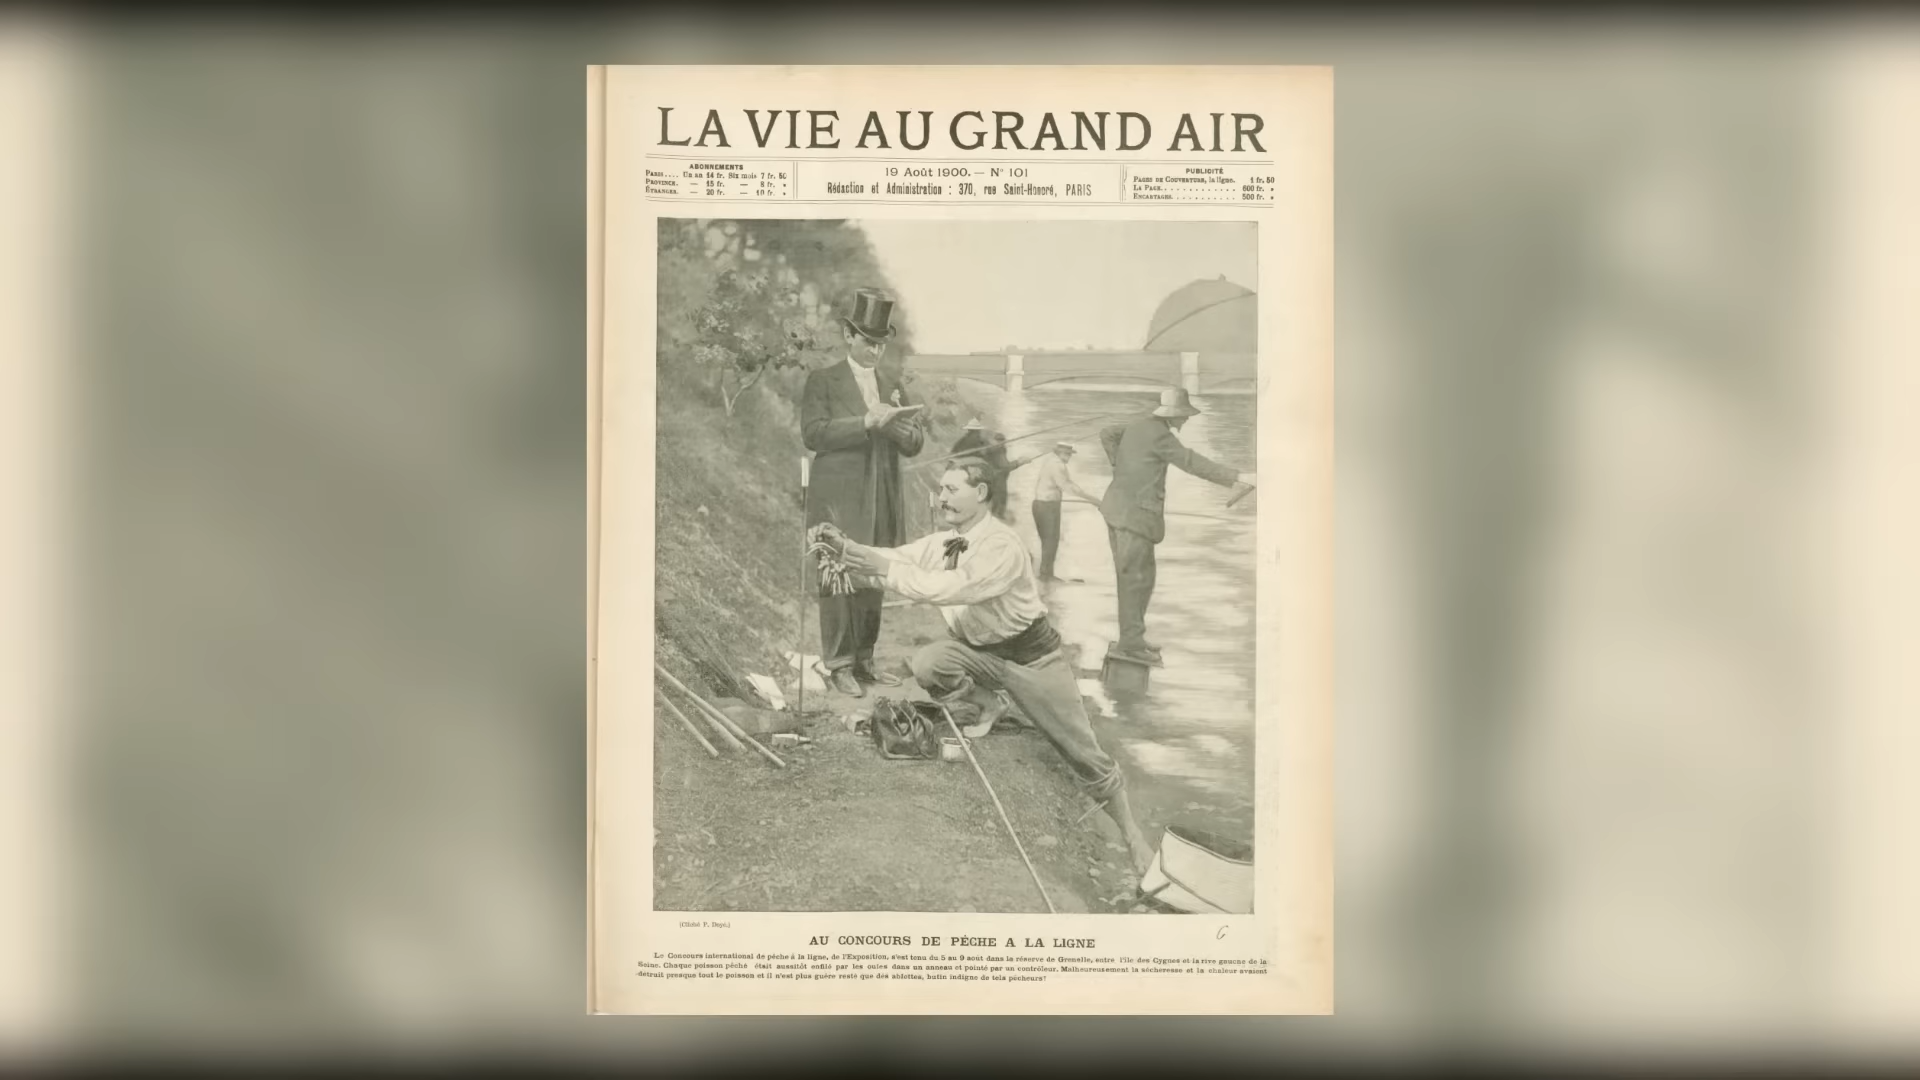 LA VIE AU GRAND AIR
ABONNEMENTS
PARIS.... Un an 14 fr. Six mois 7 fr. 50
PROVINCE. — 15 fr. — 8 fr. »
ÉTRANGER. — 20 fr. — 10 fr. »
19 Août 1900. — N° 101
Rédaction et Administration : 370, rue Saint-Honoré, PARIS
PUBLICITÉ
PAGES DE COUVERTURE, la ligne. 1 fr. 50
LA PAGE............ 600 fr. »
ENCARTAGES........... 500 fr. »
(Cliché P. Depé.)
AU CONCOURS DE PÊCHE A LA LIGNE
Le Concours international de pêche à la ligne, de l'Exposition, s'est tenu du 5 au 9 août dans la réserve de Grenelle, entre l'île des Cygnes et la rive gauche de la
Seine. Chaque poisson pêché était aussitôt enfilé par les ouïes dans un anneau et pointé par un contrôleur. Malheureusement la sécheresse et la chaleur avaient
détruit presque tout le poisson et il n'est plus guère resté que des ablettes, butin indigne de tels pêcheurs!